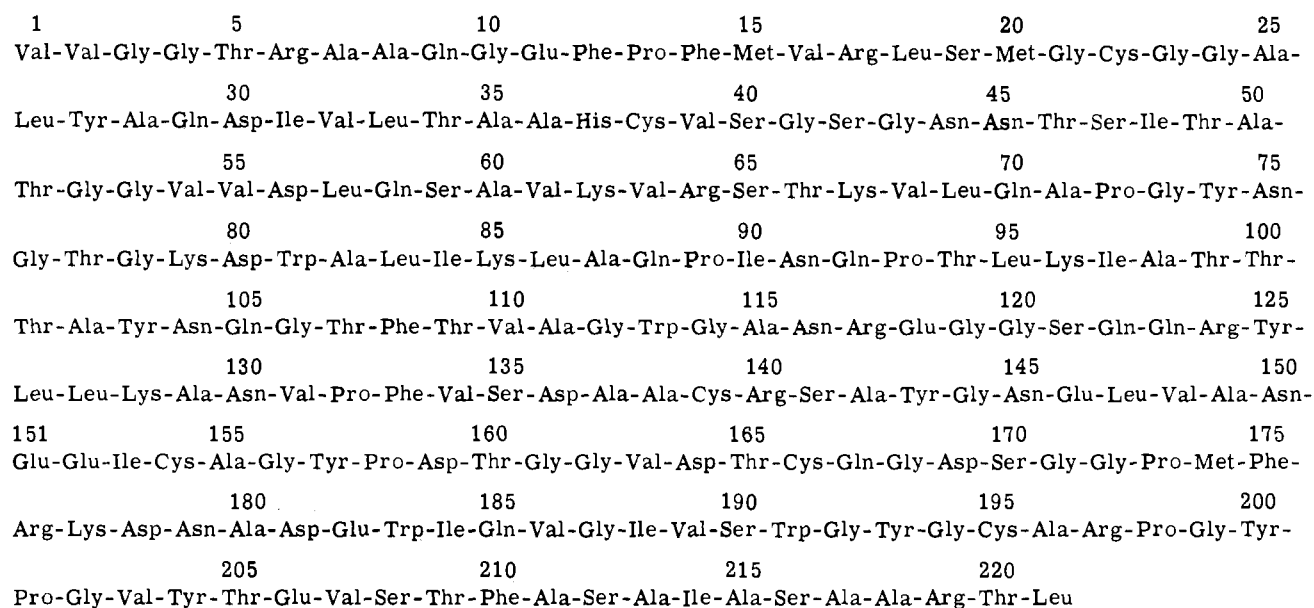 1 5 10 15 20 25
Val-Val-Gly-Gly-Thr-Arg-Ala-Ala-Gln-Gly-Glu-Phe-Pro-Phe-Met-Val-Arg-Leu-Ser-Met-Gly-Cys-Gly-Gly-Ala-
30 35 40 45 50
Leu-Tyr-Ala-Gln-Asp-Ile-Val-Leu-Thr-Ala-Ala-His-Cys-Val-Ser-Gly-Ser-Gly-Asn-Asn-Thr-Ser-Ile-Thr-Ala-
55 60 65 70 75
Thr-Gly-Gly-Val-Val-Asp-Leu-Gln-Ser-Ala-Val-Lys-Val-Arg-Ser-Thr-Lys-Val-Leu-Gln-Ala-Pro-Gly-Tyr-Asn-
80 85 90 95 100
Gly-Thr-Gly-Lys-Asp-Trp-Ala-Leu-Ile-Lys-Leu-Ala-Gln-Pro-Ile-Asn-Gln-Pro-Thr-Leu-Lys-Ile-Ala-Thr-Thr-
105 110 115 120 125
Thr-Ala-Tyr-Asn-Gln-Gly-Thr-Phe-Thr-Val-Ala-Gly-Trp-Gly-Ala-Asn-Arg-Glu-Gly-Gly-Ser-Gln-Gln-Arg-Tyr-
130 135 140 145 150
Leu-Leu-Lys-Ala-Asn-Val-Pro-Phe-Val-Ser-Asp-Ala-Ala-Cys-Arg-Ser-Ala-Tyr-Gly-Asn-Glu-Leu-Val-Ala-Asn-
151 155 160 165 170 175
Glu-Glu-Ile-Cys-Ala-Gly-Tyr-Pro-Asp-Thr-Gly-Gly-Val-Asp-Thr-Cys-Gln-Gly-Asp-Ser-Gly-Gly-Pro-Met-Phe-
180 185 190 195 200
Arg-Lys-Asp-Asn-Ala-Asp-Glu-Trp-Ile-Gln-Val-Gly-Ile-Val-Ser-Trp-Gly-Tyr-Gly-Cys-Ala-Arg-Pro-Gly-Tyr-
205 210 215 220
Pro-Gly-Val-Tyr-Thr-Glu-Val-Ser-Thr-Phe-Ala-Ser-Ala-Ile-Ala-Ser-Ala-Ala-Arg-Thr-Leu